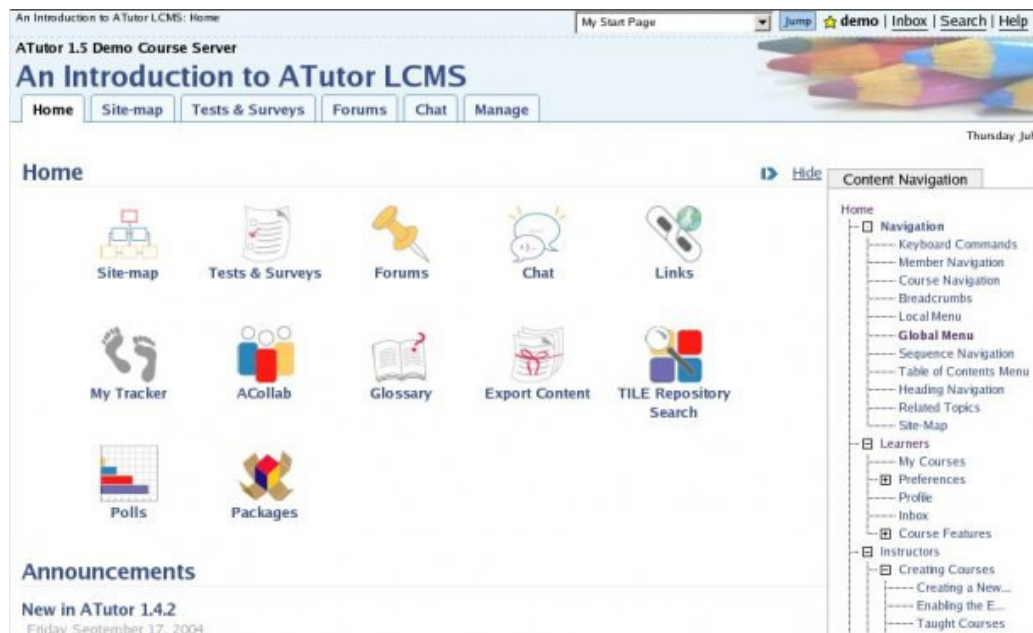 An Introduction to ATutor LCMS: Home
My Start Page Jump demo | Inbox | Search | Help
ATutor 1.5 Demo Course Server
An Introduction to ATutor LCMS
Home Site-map Tests & Surveys Forums Chat Manage
Thursday Jul
Home
Hide
Site-map Tests & Surveys Forums Chat Links
My Tracker ACollab Glossary Export Content TILE Repository Search
Polls Packages
Announcements
New in ATutor 1.4.2
Friday September 17, 2004
Content Navigation
Home
Navigation
Keyboard Commands
Member Navigation
Course Navigation
Breadcrumbs
Local Menu
Global Menu
Sequence Navigation
Table of Contents Menu
Heading Navigation
Related Topics
Site-Map
Learners
My Courses
Preferences
Profile
Inbox
Course Features
Instructors
Creating Courses
Creating a New...
Enabling the E...
Taught Courses